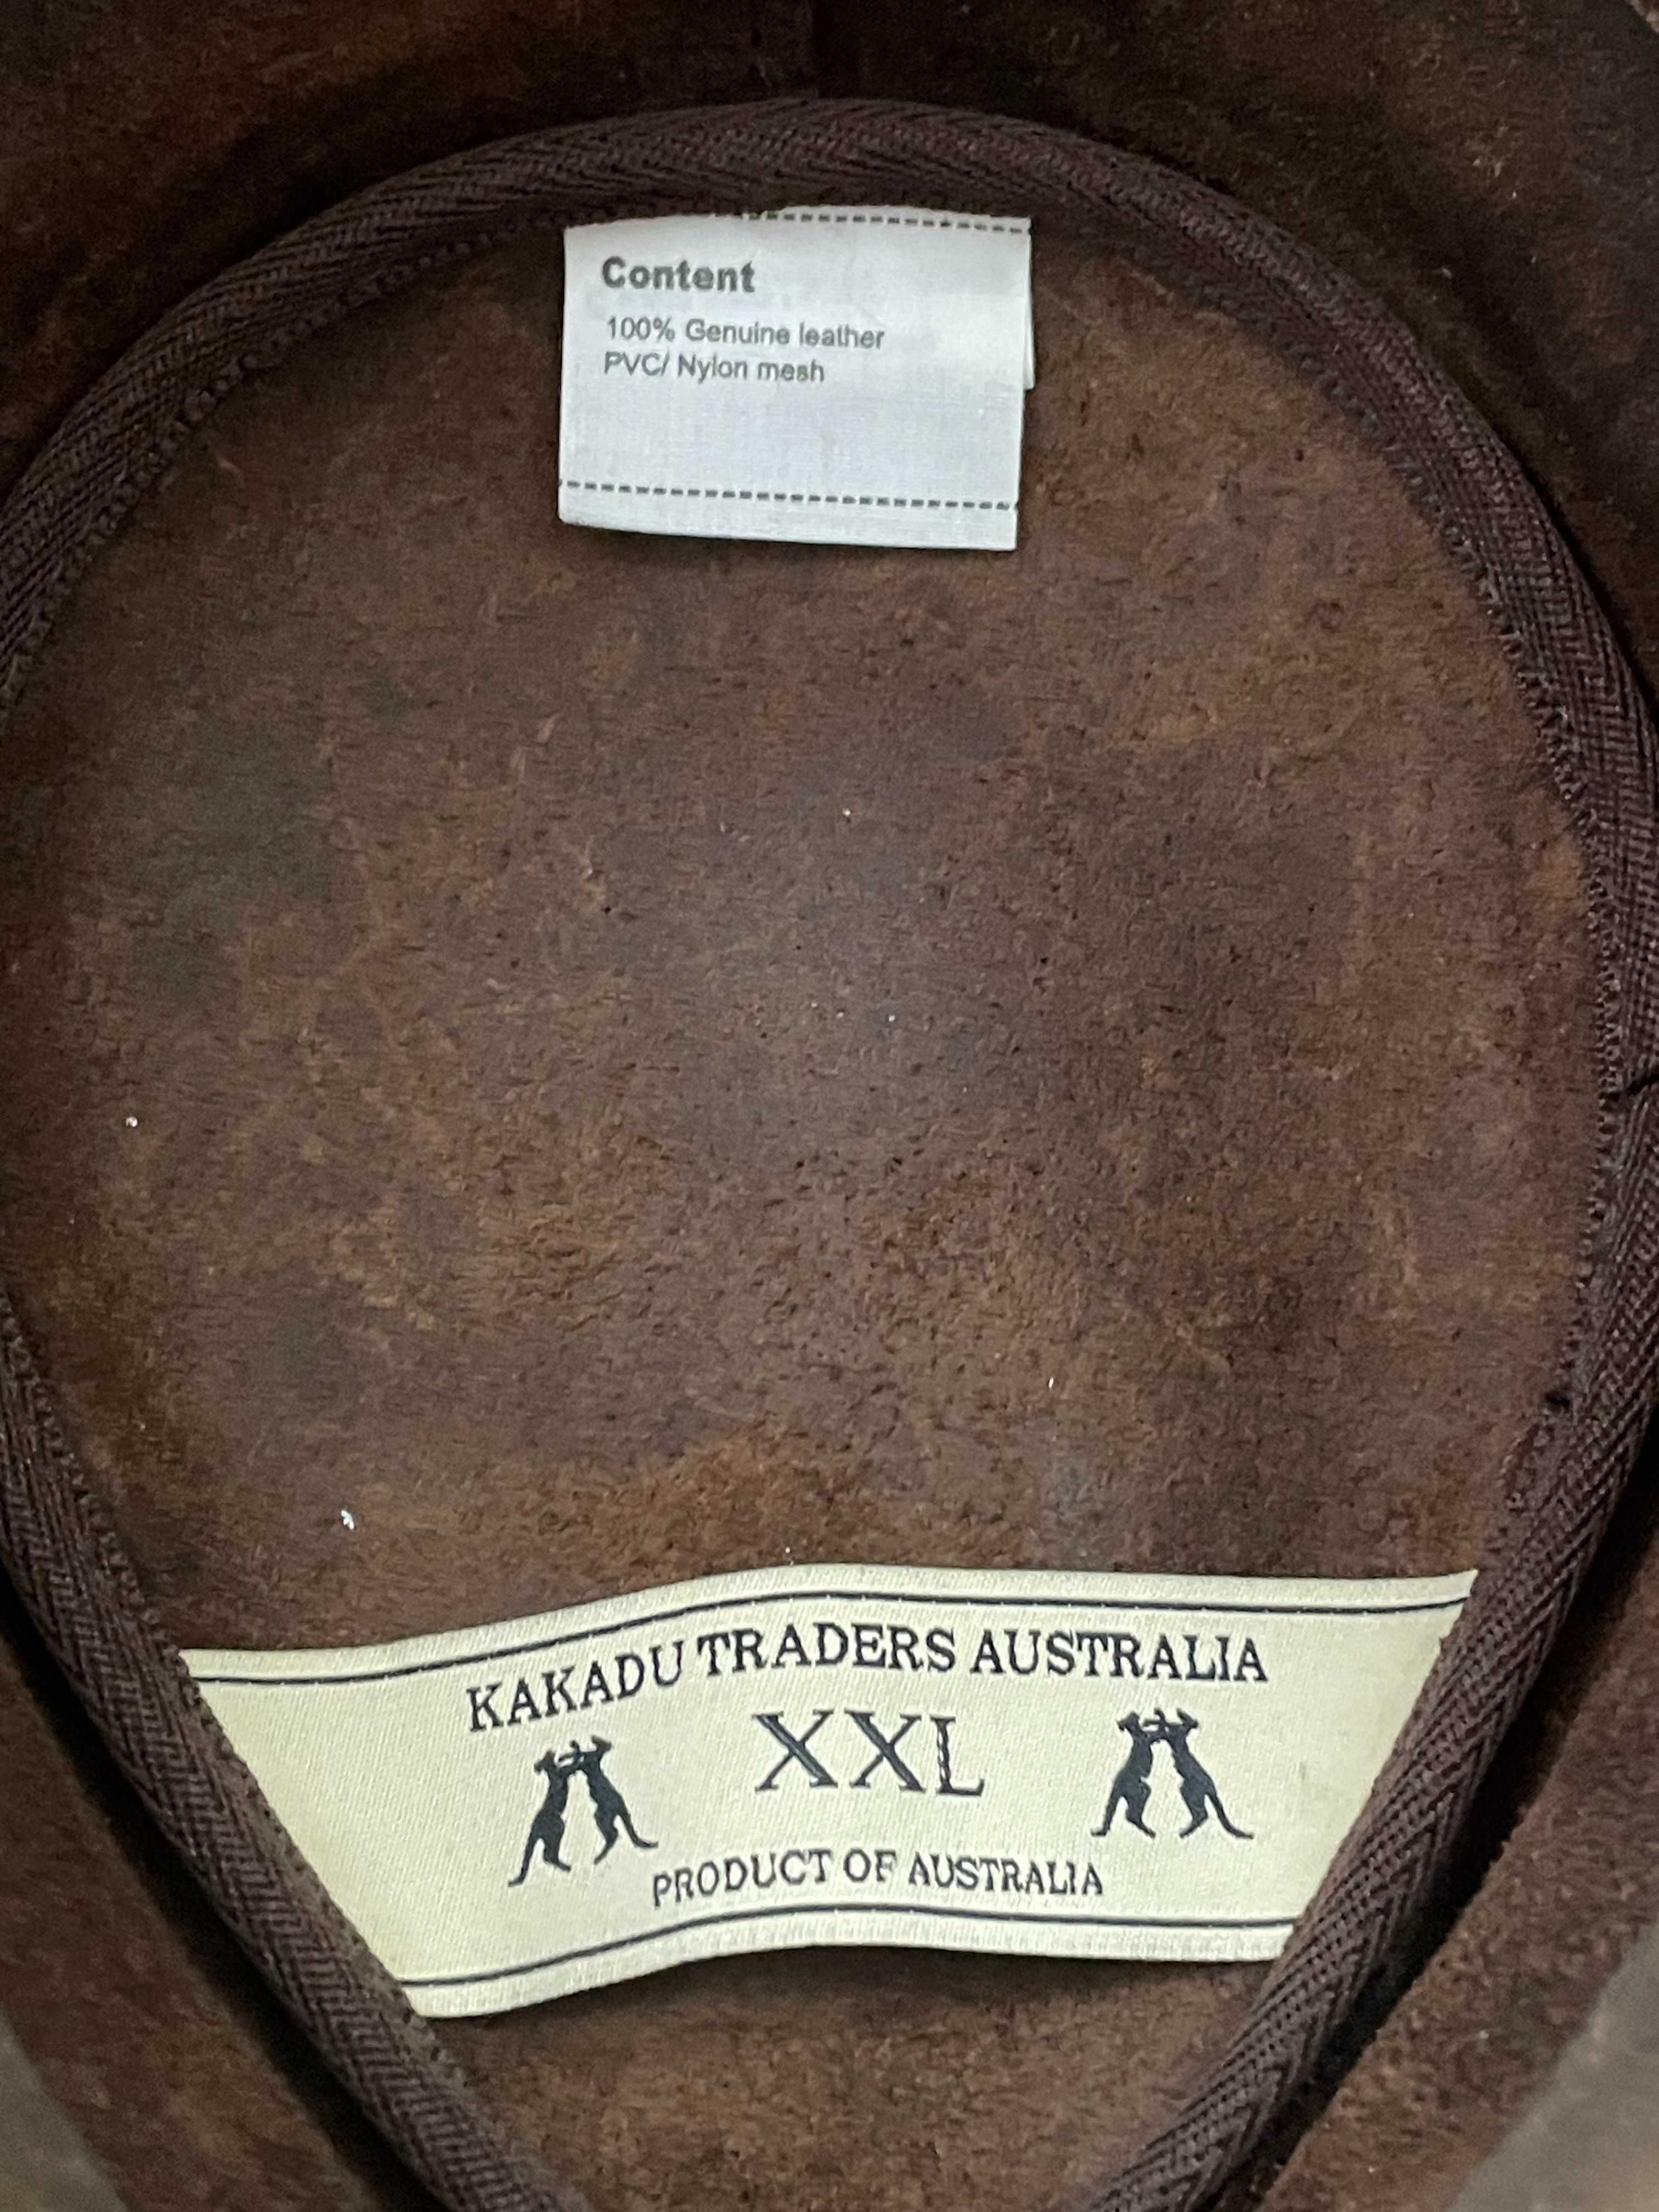 Content
100% Genuine leather
PVC/ Nylon mesh
KAKADU TRADERS AUSTRALIA
XXL
PRODUCT OF AUSTRALIA